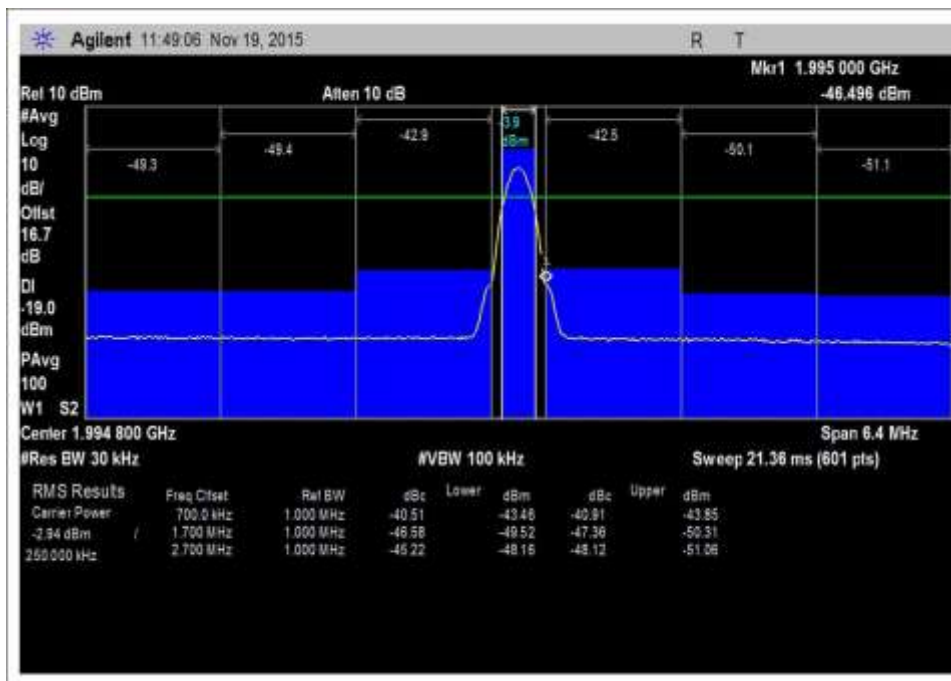 Agilent 11:49:06 Nov 19, 2015 R T
Mkr1 1.995 000 GHz
Ref 10 dBm Atten 10 dB -46.496 dBm
#Avg
Log
10
dB/
Offst
16.7
dB
DI
-19.0
dBm
PAvg
100
W1 S2
-49.3 -49.4 -42.9 -3.9 dBm -42.5 -50.1 -51.1
1
Center 1.994 800 GHz Span 6.4 MHz
#Res BW 30 kHz #VBW 100 kHz Sweep 21.36 ms (601 pts)
RMS Results Freq Offset Ref BW dBc Lower dBm dBc Upper dBm
Carrier Power 700.0 kHz 1.000 MHz -40.51 -43.46 -40.91 -43.85
-2.94 dBm / 1.700 MHz 1.000 MHz -46.58 -49.52 -47.36 -50.31
250.000 kHz 2.700 MHz 1.000 MHz -45.22 -48.16 -48.12 -51.06